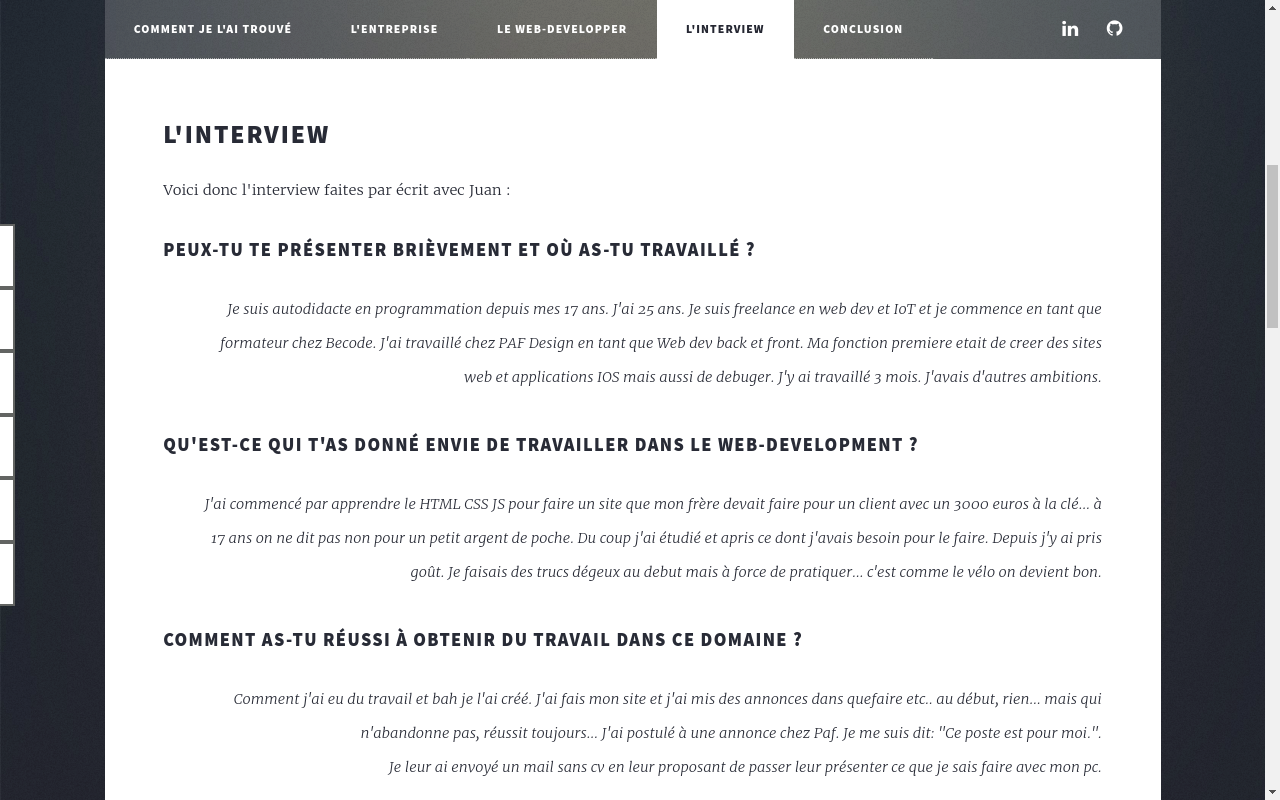 COMMENT JE L'AI TROUVÉ
L'ENTREPRISE
LE WEB-DEVELOPPER
L'INTERVIEW
CONCLUSION
L'INTERVIEW
Voici donc l'interview faites par écrit avec Juan :
PEUX-TU TE PRÉSENTER BRIÈVEMENT ET OÙ AS-TU TRAVAILLÉ ?
Je suis autodidacte en programmation depuis mes 17 ans. J'ai 25 ans. Je suis freelance en web dev et IoT et je commence en tant que
formateur chez Becode. J'ai travaillé chez PAF Design en tant que Web dev back et front. Ma fonction premiere etait de creer des sites
web et applications IOS mais aussi de debuger. J'y ai travaillé 3 mois. J'avais d'autres ambitions.
QU'EST-CE QUI T'AS DONNÉ ENVIE DE TRAVAILLER DANS LE WEB-DEVELOPMENT ?
J'ai commencé par apprendre le HTML CSS JS pour faire un site que mon frère devait faire pour un client avec un 3000 euros à la clé... à
17 ans on ne dit pas non pour un petit argent de poche. Du coup j'ai étudié et apris ce dont j'avais besoin pour le faire. Depuis j'y ai pris
goût. Je faisais des trucs dégeux au debut mais à force de pratiquer... c'est comme le vélo on devient bon.
COMMENT AS-TU RÉUSSI À OBTENIR DU TRAVAIL DANS CE DOMAINE ?
Comment j'ai eu du travail et bah je l'ai créé. J'ai fais mon site et j'ai mis des annonces dans quefaire etc.. au début, rien... mais qui
n'abandonne pas, réussit toujours... J'ai postulé à une annonce chez Paf. Je me suis dit: "Ce poste est pour moi.".
Je leur ai envoyé un mail sans cv en leur proposant de passer leur présenter ce que je sais faire avec mon pc.